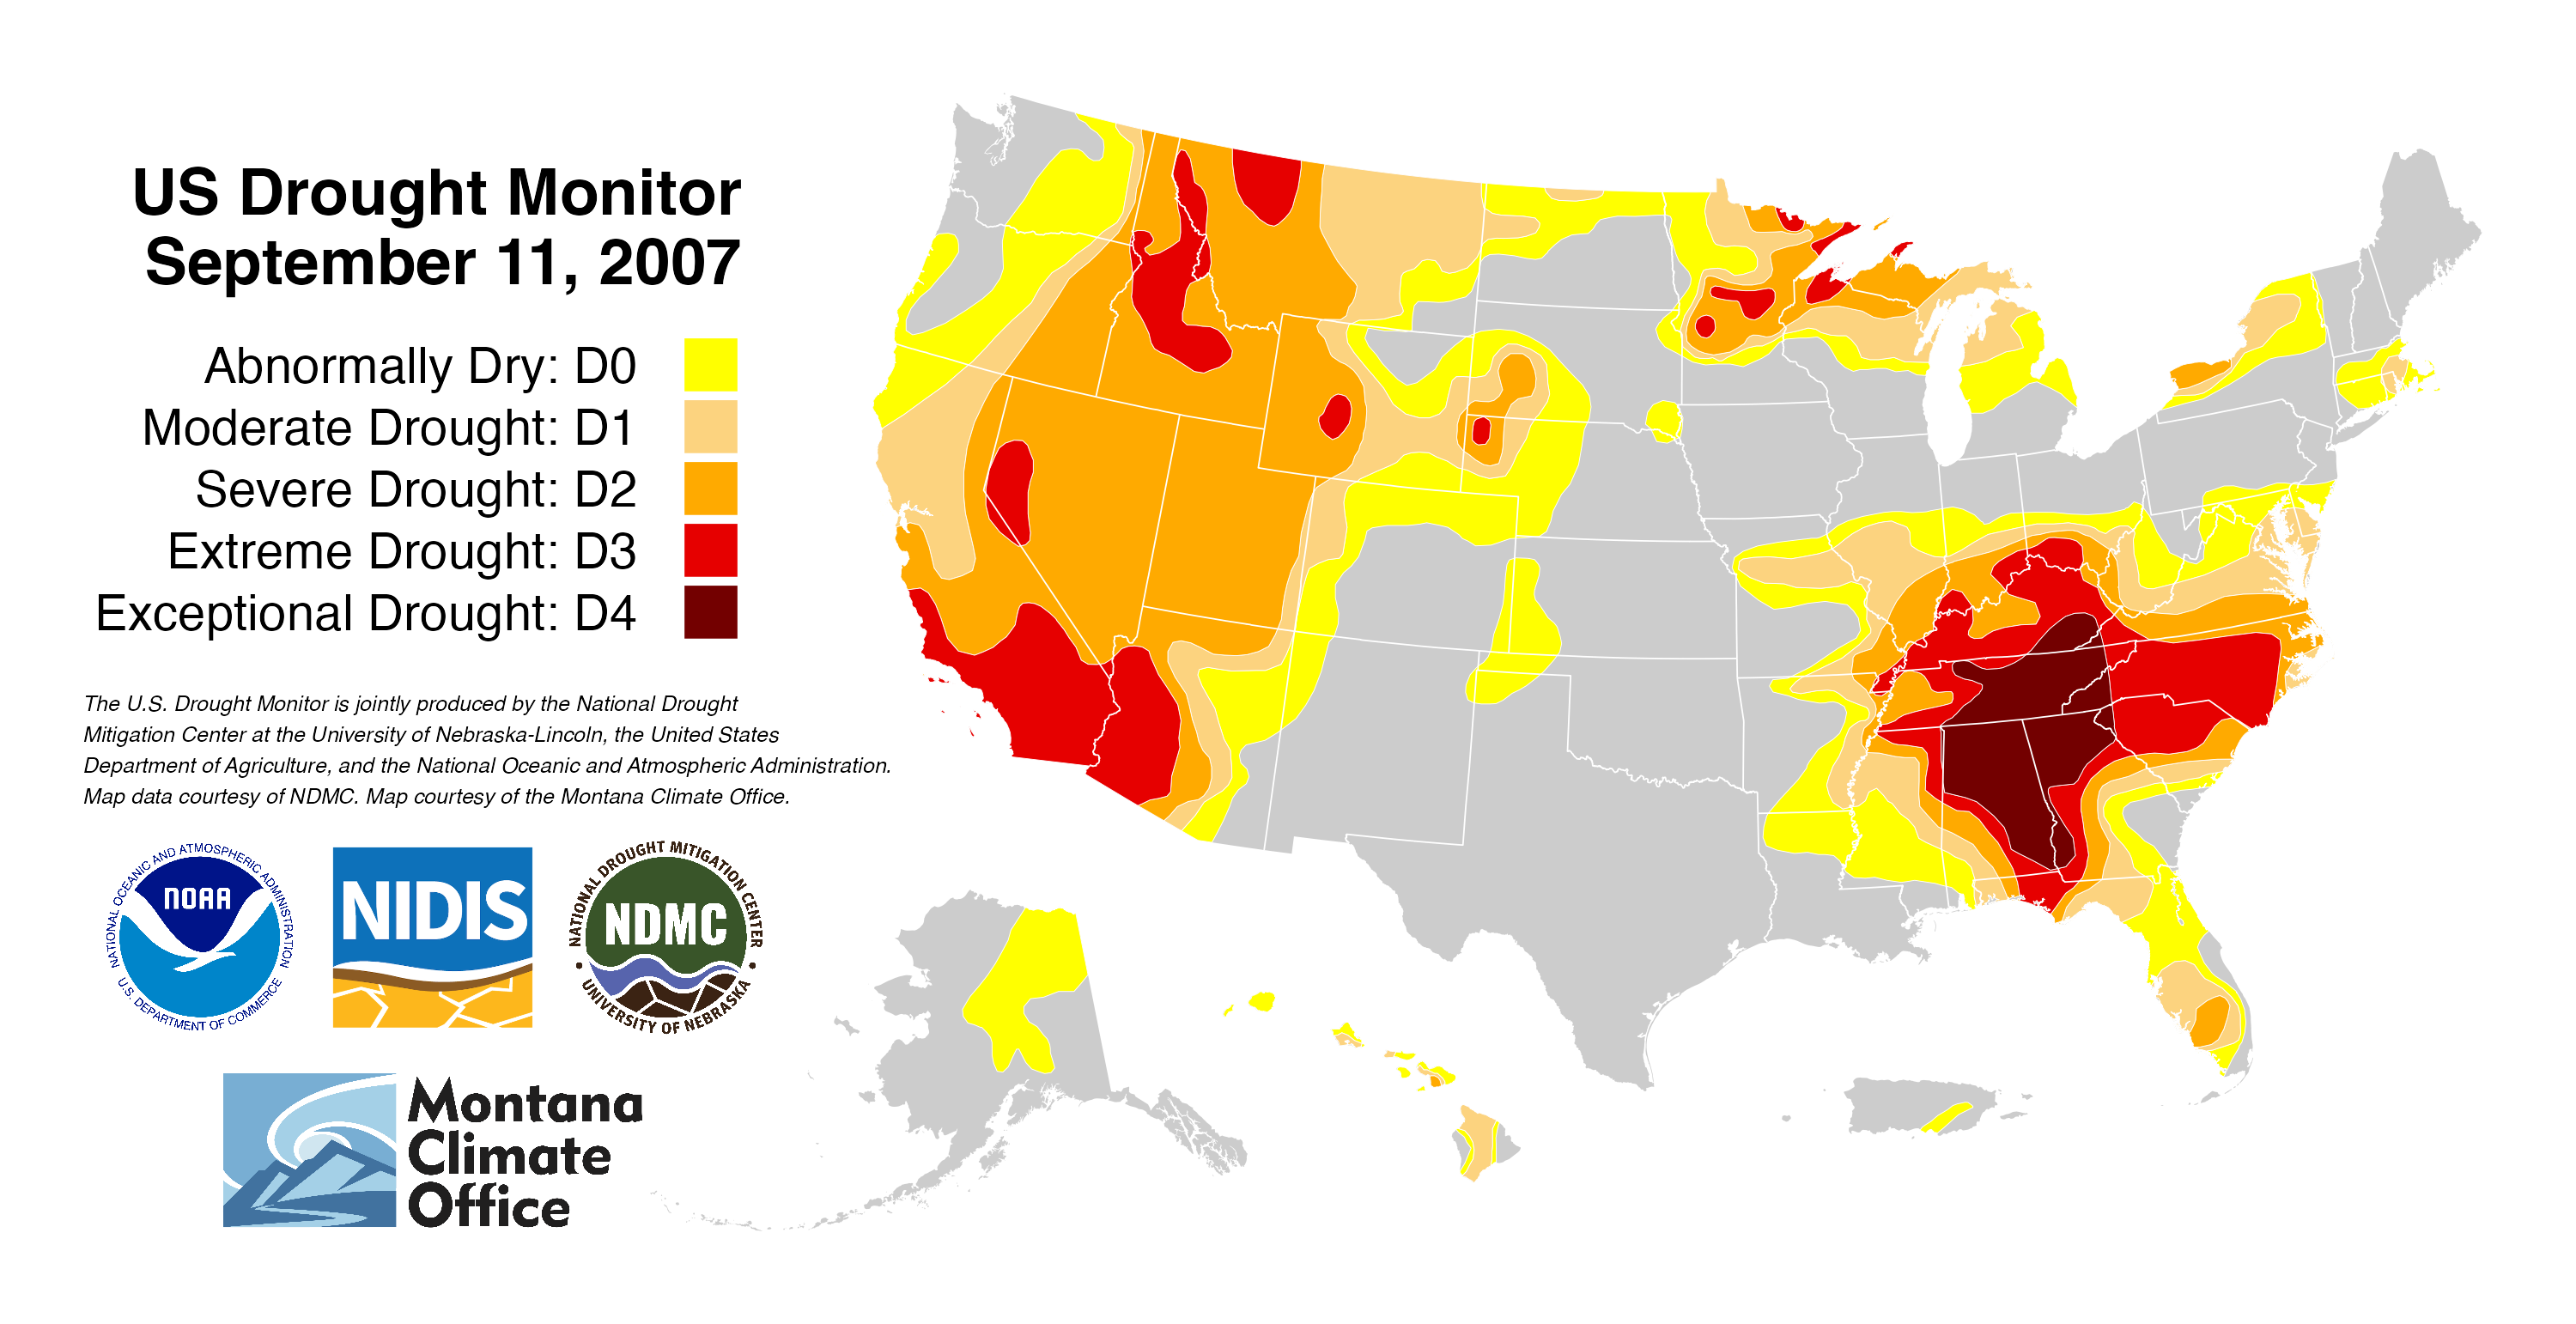 US Drought Monitor
September 11, 2007
Abnormally Dry: D0
Moderate Drought: D1
Severe Drought: D2
Extreme Drought: D3
Exceptional Drought: D4
The U.S. Drought Monitor is jointly produced by the National Drought
Mitigation Center at the University of Nebraska-Lincoln, the United States
Department of Agriculture, and the National Oceanic and Atmospheric Administration.
Map data courtesy of NDMC. Map courtesy of the Montana Climate Office.
NATIONAL OCEANIC AND ATMOSPHERIC ADMINISTRATION
NOAA
U.S. DEPARTMENT OF COMMERCE
NIDIS
NATIONAL DROUGHT MITIGATION CENTER
NDMC
UNIVERSITY OF NEBRASKA
Montana
Climate
Office